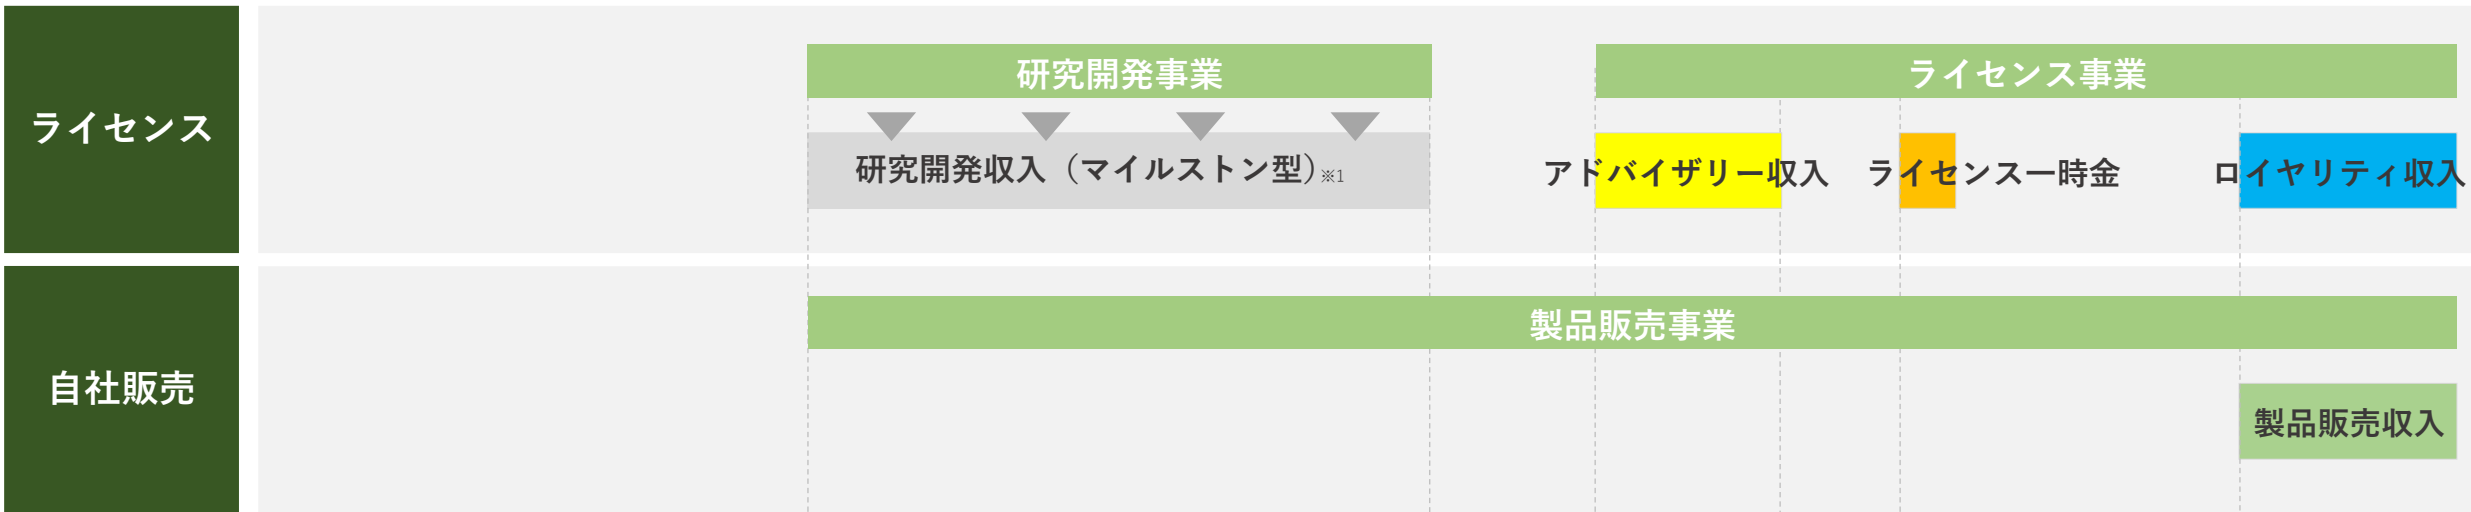 ライセンス
研究開発事業
ライセンス事業
研究開発収入（マイルストン型）※1
アドバイザリー収入
ライセンス一時金
ロイヤリティ収入
自社販売
製品販売事業
製品販売収入